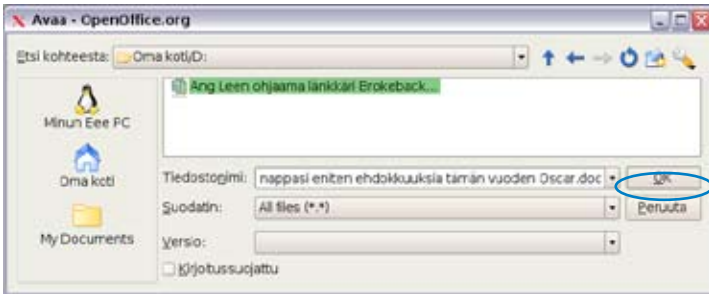 Avaa - OpenOffice.org
Etsi kohteesta: Oma koti/D:
Ang Leen ohjaama länkkäri Brokeback...
Minun Eee PC
Oma koti
My Documents
Tiedostonimi: nappasi eniten ehdokkuuksia tämän vuoden Oscar.doc OK
Suodatin: All files (*.*) Peruuta
Versio:
Kirjoitussuojattu